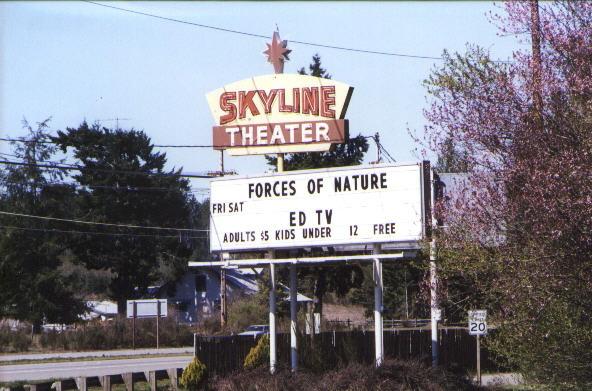 SKYLINE
THEATER
FORCES OF NATURE
FRI SAT
ED TV
ADULTS $5 KIDS UNDER 12 FREE
20